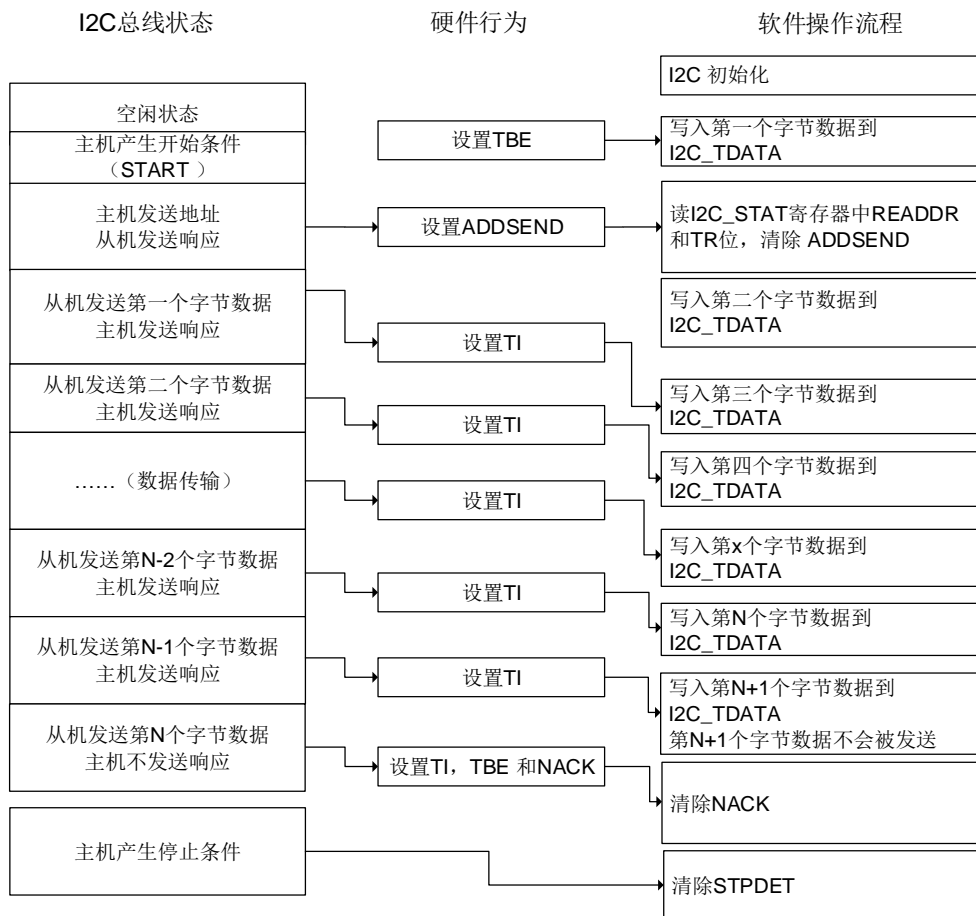 I2C总线状态
硬件行为
软件操作流程
I2C 初始化
空闲状态
主机产生开始条件
（START ）
设置TBE
写入第一个字节数据到
I2C_TDATA
主机发送地址
从机发送响应
设置ADDSEND
读I2C_STAT寄存器中READDR
和TR位，清除 ADDSEND
从机发送第一个字节数据
主机发送响应
写入第二个字节数据到
I2C_TDATA
设置TI
从机发送第二个字节数据
主机发送响应
写入第三个字节数据到
I2C_TDATA
设置TI
……（数据传输）
写入第四个字节数据到
I2C_TDATA
设置TI
从机发送第N-2个字节数据
主机发送响应
写入第x个字节数据到
I2C_TDATA
设置TI
写入第N个字节数据到
I2C_TDATA
从机发送第N-1个字节数据
主机发送响应
设置TI
写入第N+1个字节数据到
I2C_TDATA
第N+1个字节数据不会被发送
从机发送第N个字节数据
主机不发送响应
设置TI，TBE 和NACK
清除NACK
主机产生停止条件
清除STPDET